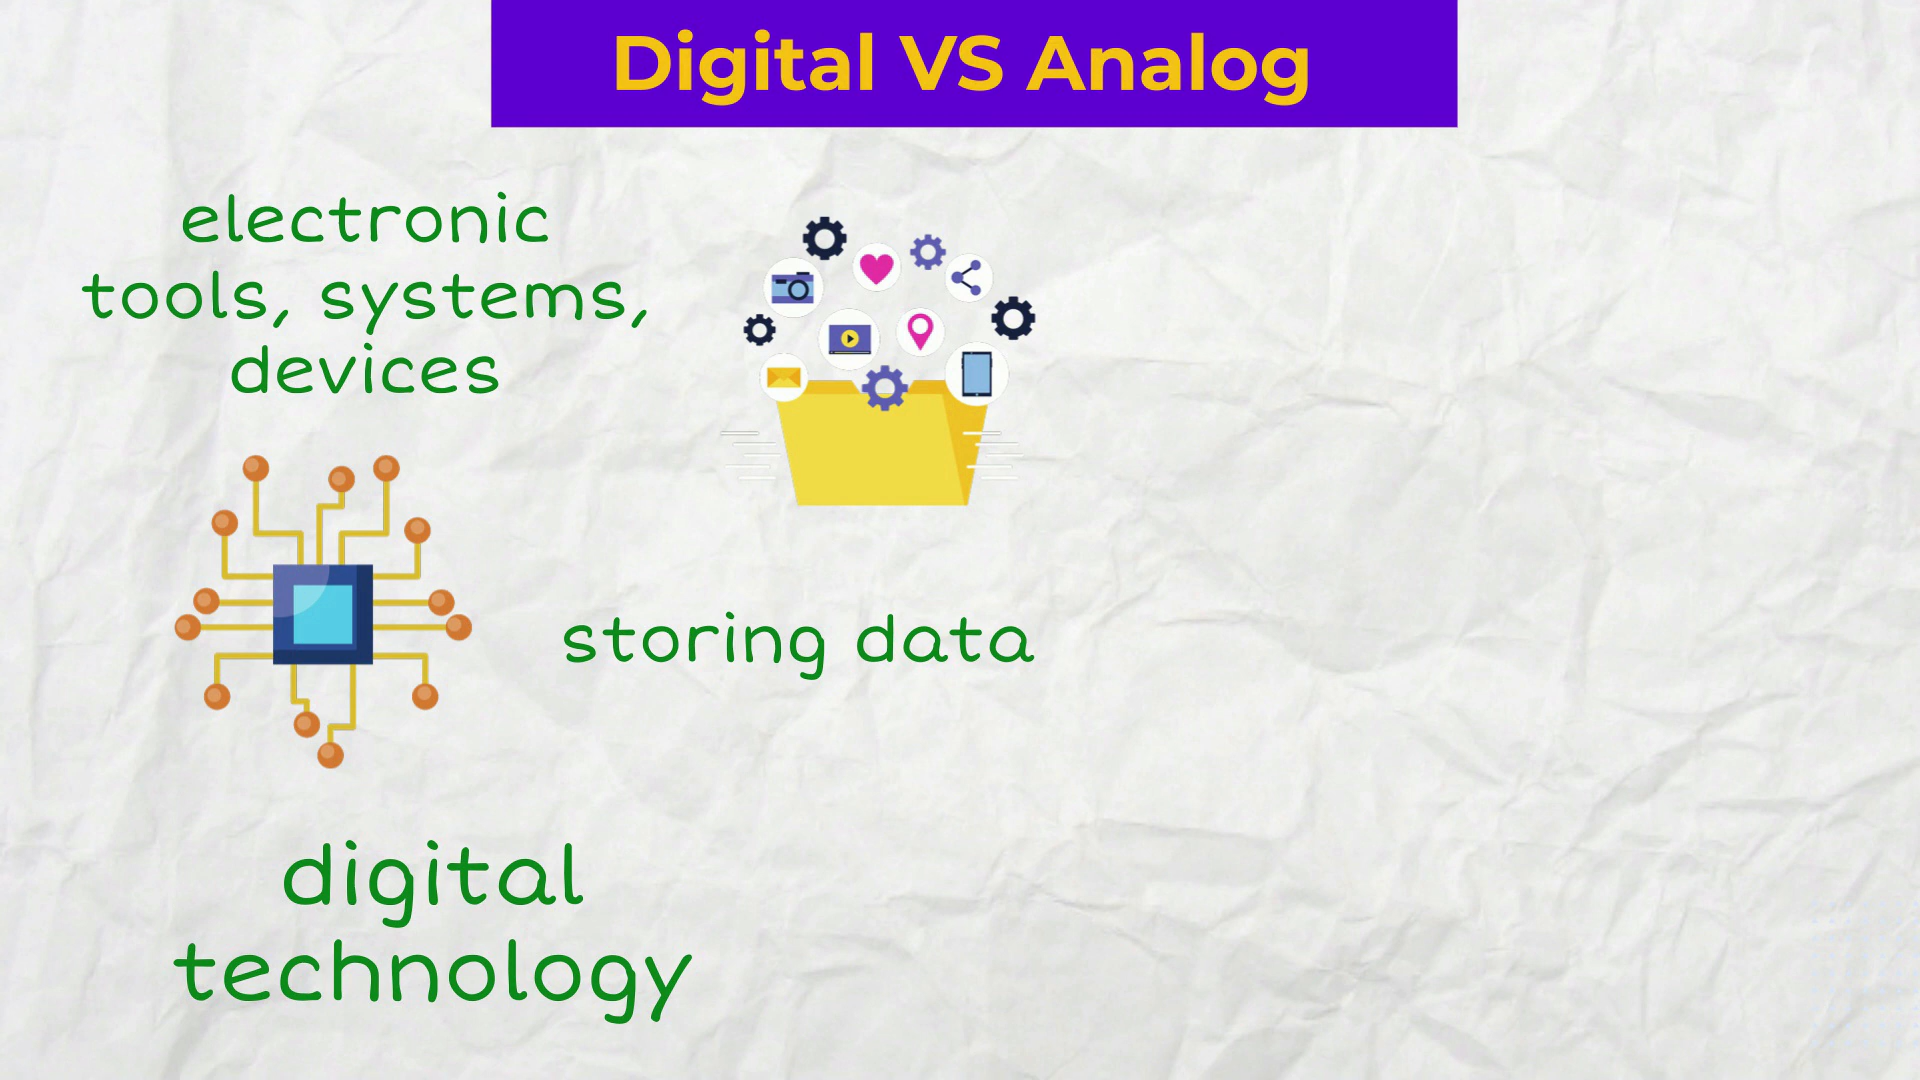 Digital VS Analog
electronic
tools, systems,
devices
storing data
digital
technology